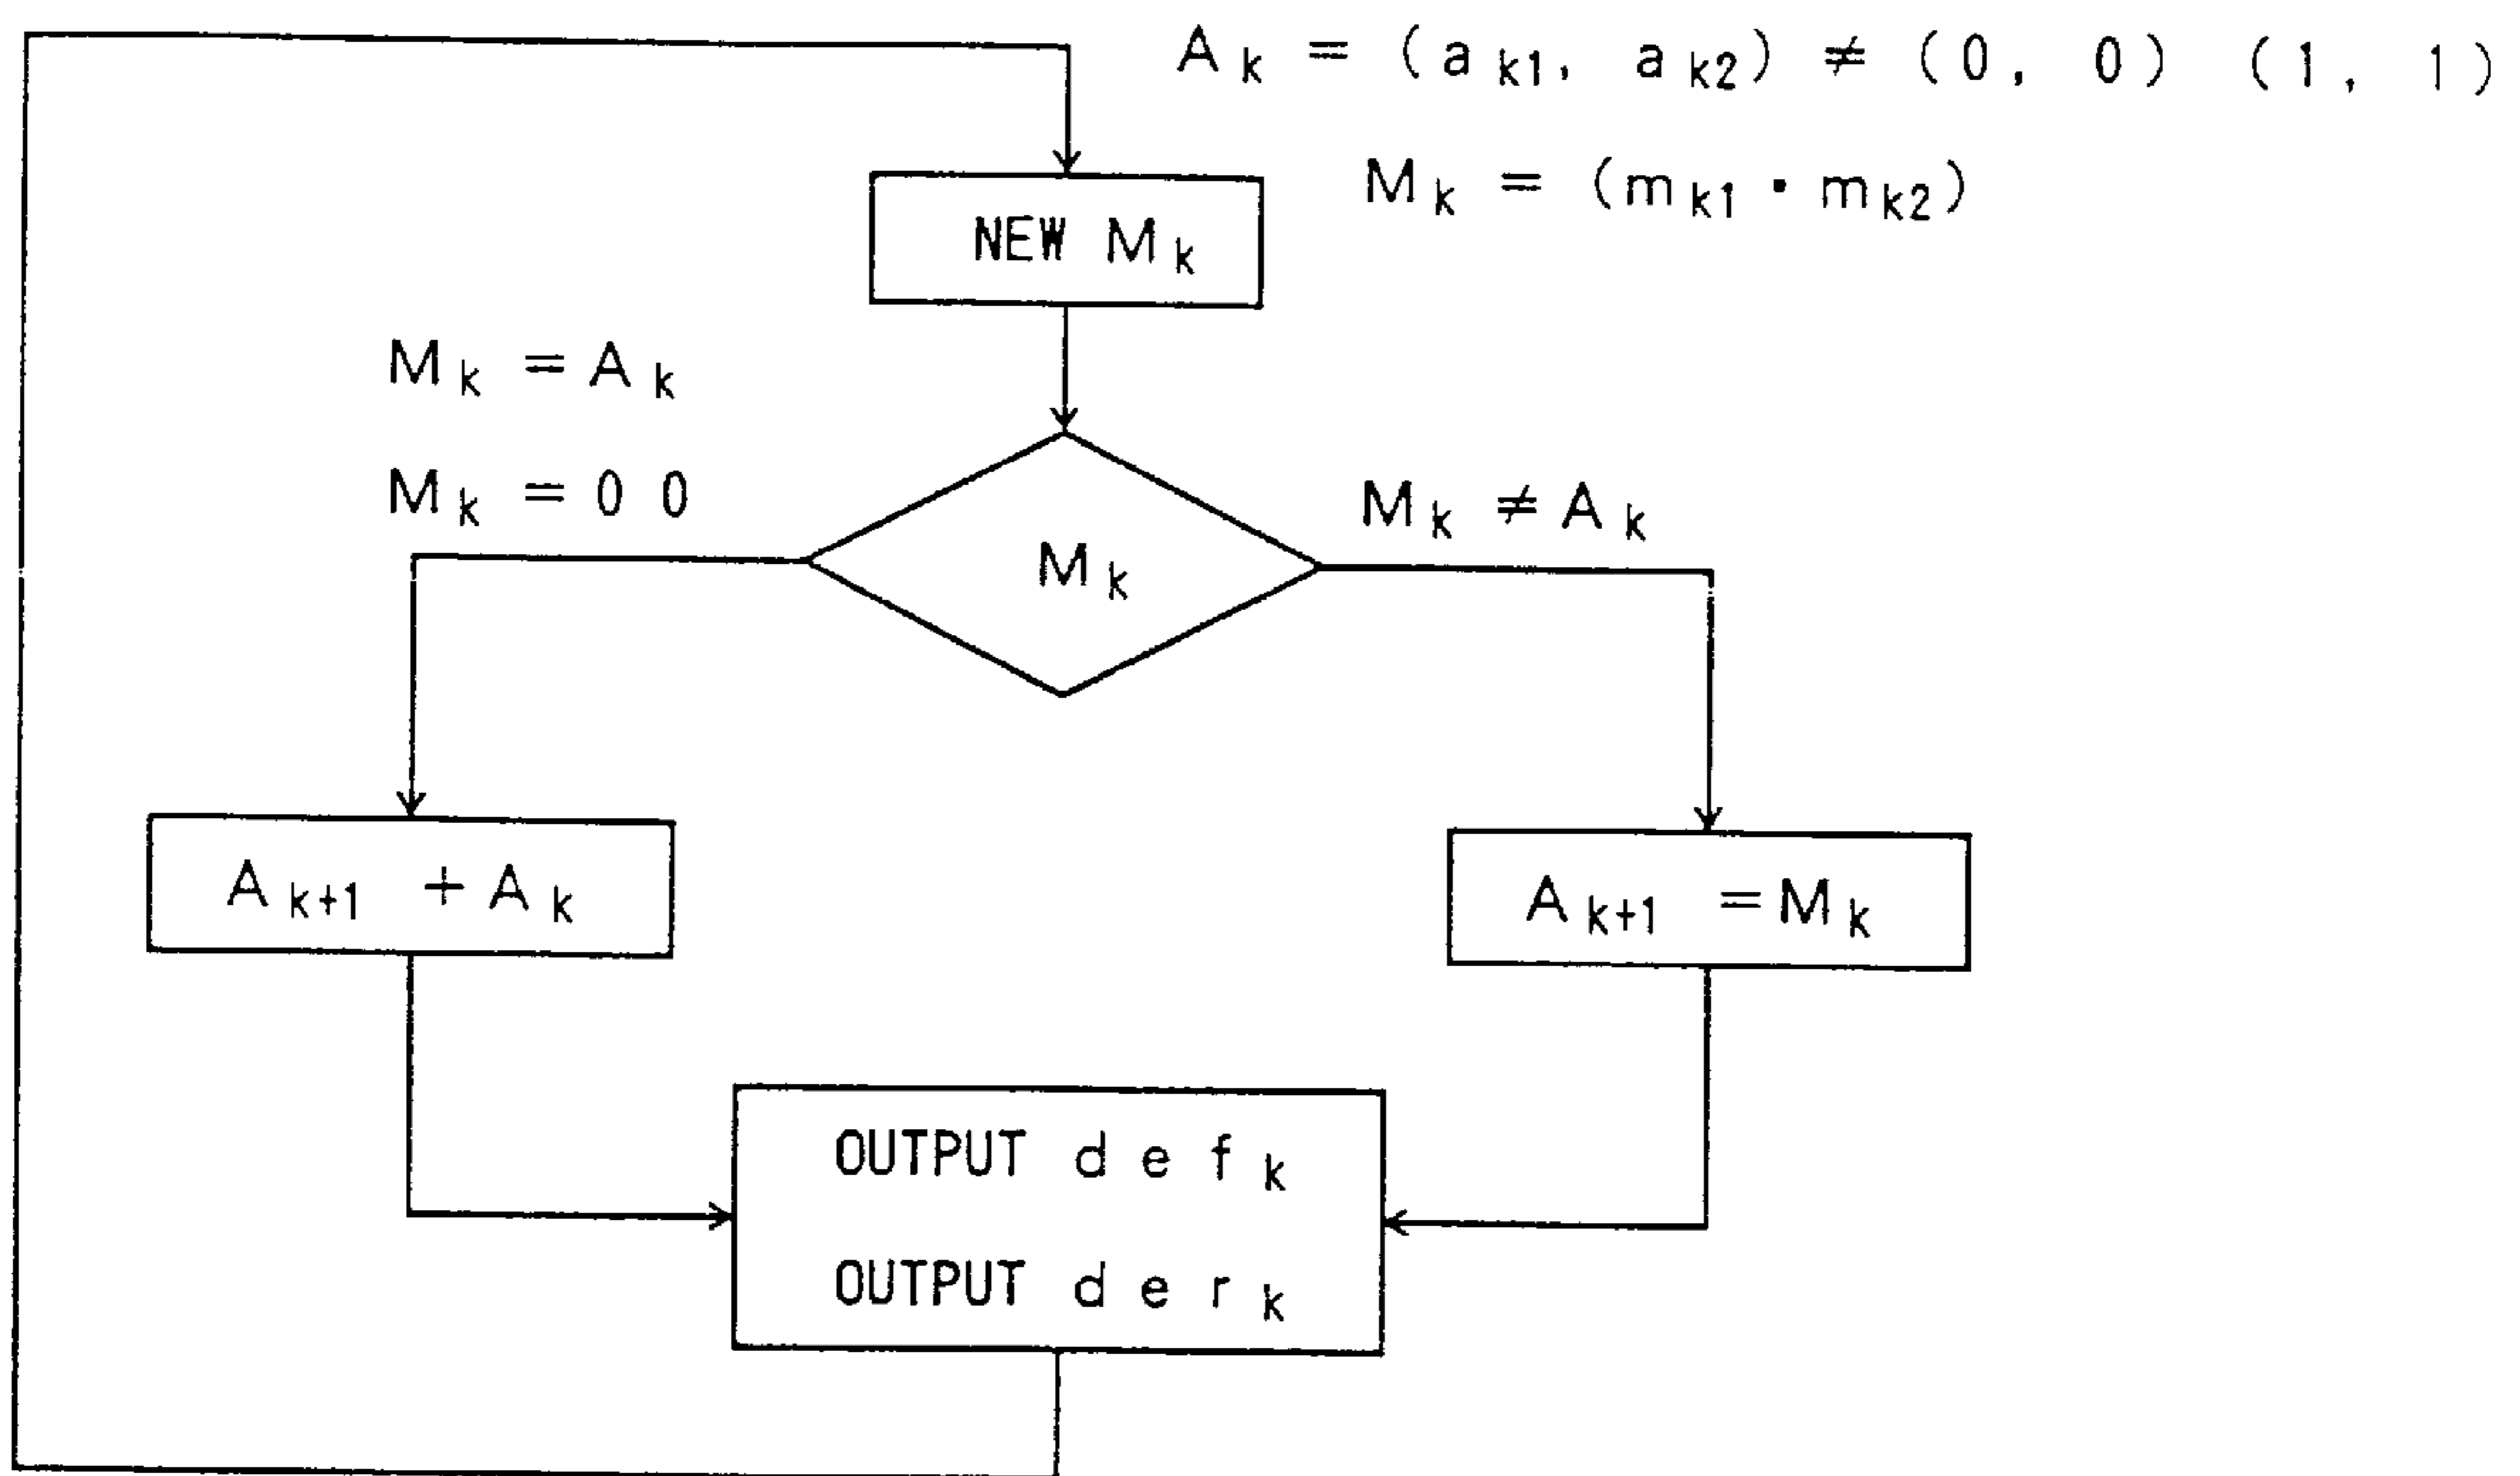 A k = (a k1, a k2) ≠ (0, 0) (1, 1)
M k = (m k1 · m k2)
NEW M k
M k = A k
M k = 0 0
M k ≠ A k
M k
A k+1 + A k
A k+1 = M k
OUTPUT d e f k
OUTPUT d e r k